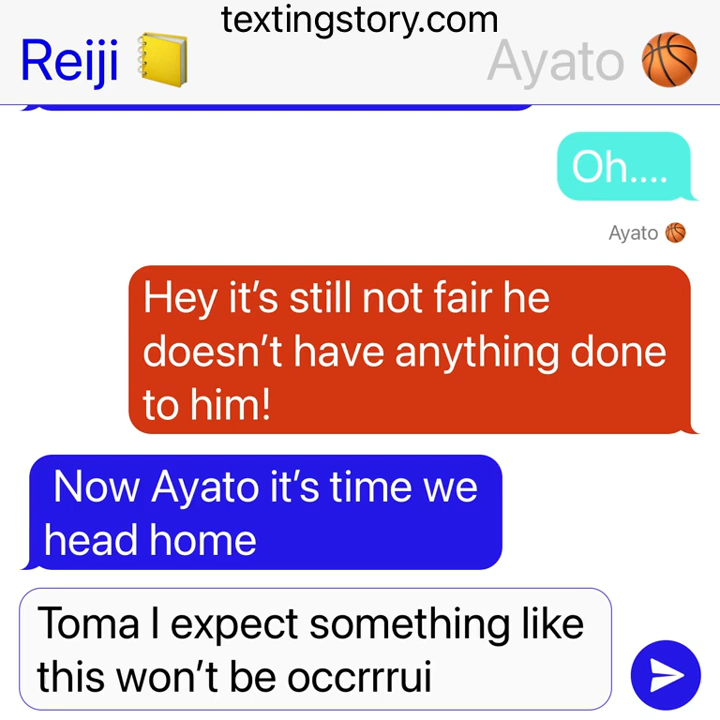 textingstory.com
Reiji
Ayato
Oh....
Ayato
Hey it's still not fair he
doesn't have anything done
to him!
Now Ayato it's time we
head home
Toma I expect something like
this won't be occrrrui